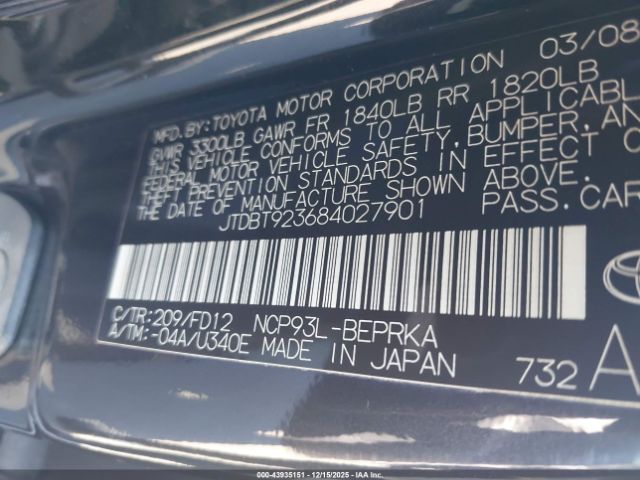 MFD.BY:TOYOTA MOTOR CORPORATION 03/08
GVWR 3300LB GAWR FR 1840LB RR 1820LB
THIS VEHICLE CONFORMS TO ALL APPLICABL
FEDERAL MOTOR VEHICLE SAFETY,BUMPER,AN
THEFT PREVENTION STANDARDS IN EFFECT O
THE DATE OF MANUFACTURE SHOWN ABOVE.
JTDBT923684027901 PASS.CAR
C/TR:209/FD12 NCP93L-BEPRKA
A/TM:-04A/U340E MADE IN JAPAN
732 A
© -- 000-43935151 -- 12/15/2025 -- IAAI --